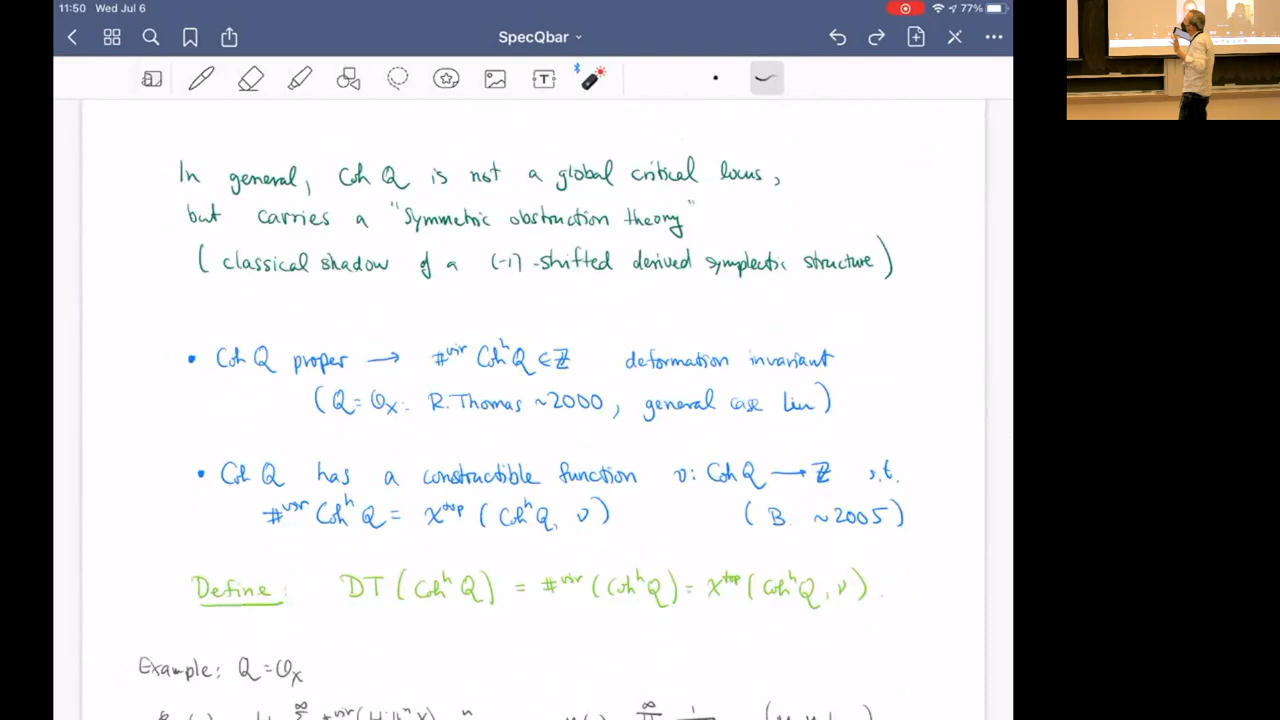 11:50 Wed Jul 6
77%
SpecQbar
In general, Coh Q is not a global critical locus,
but carries a "symmetric obstruction theory"
(classical shadow of a (-1)-shifted derived symplectic structure)
• Coh Q proper → #^vir Coh^h Q ∈ ℤ deformation invariant
(Q = O_X: R. Thomas ~2000, general case Liu)
• Coh Q has a constructible function ν: Coh Q → ℤ s.t.
#^vir Coh^h Q = χ^top (Coh^h Q, ν) (B. ~2005)
Define: DT(Coh^h Q) = #^vir (Coh^h Q) = χ^top (Coh^h Q, ν).
Example: Q = O_X